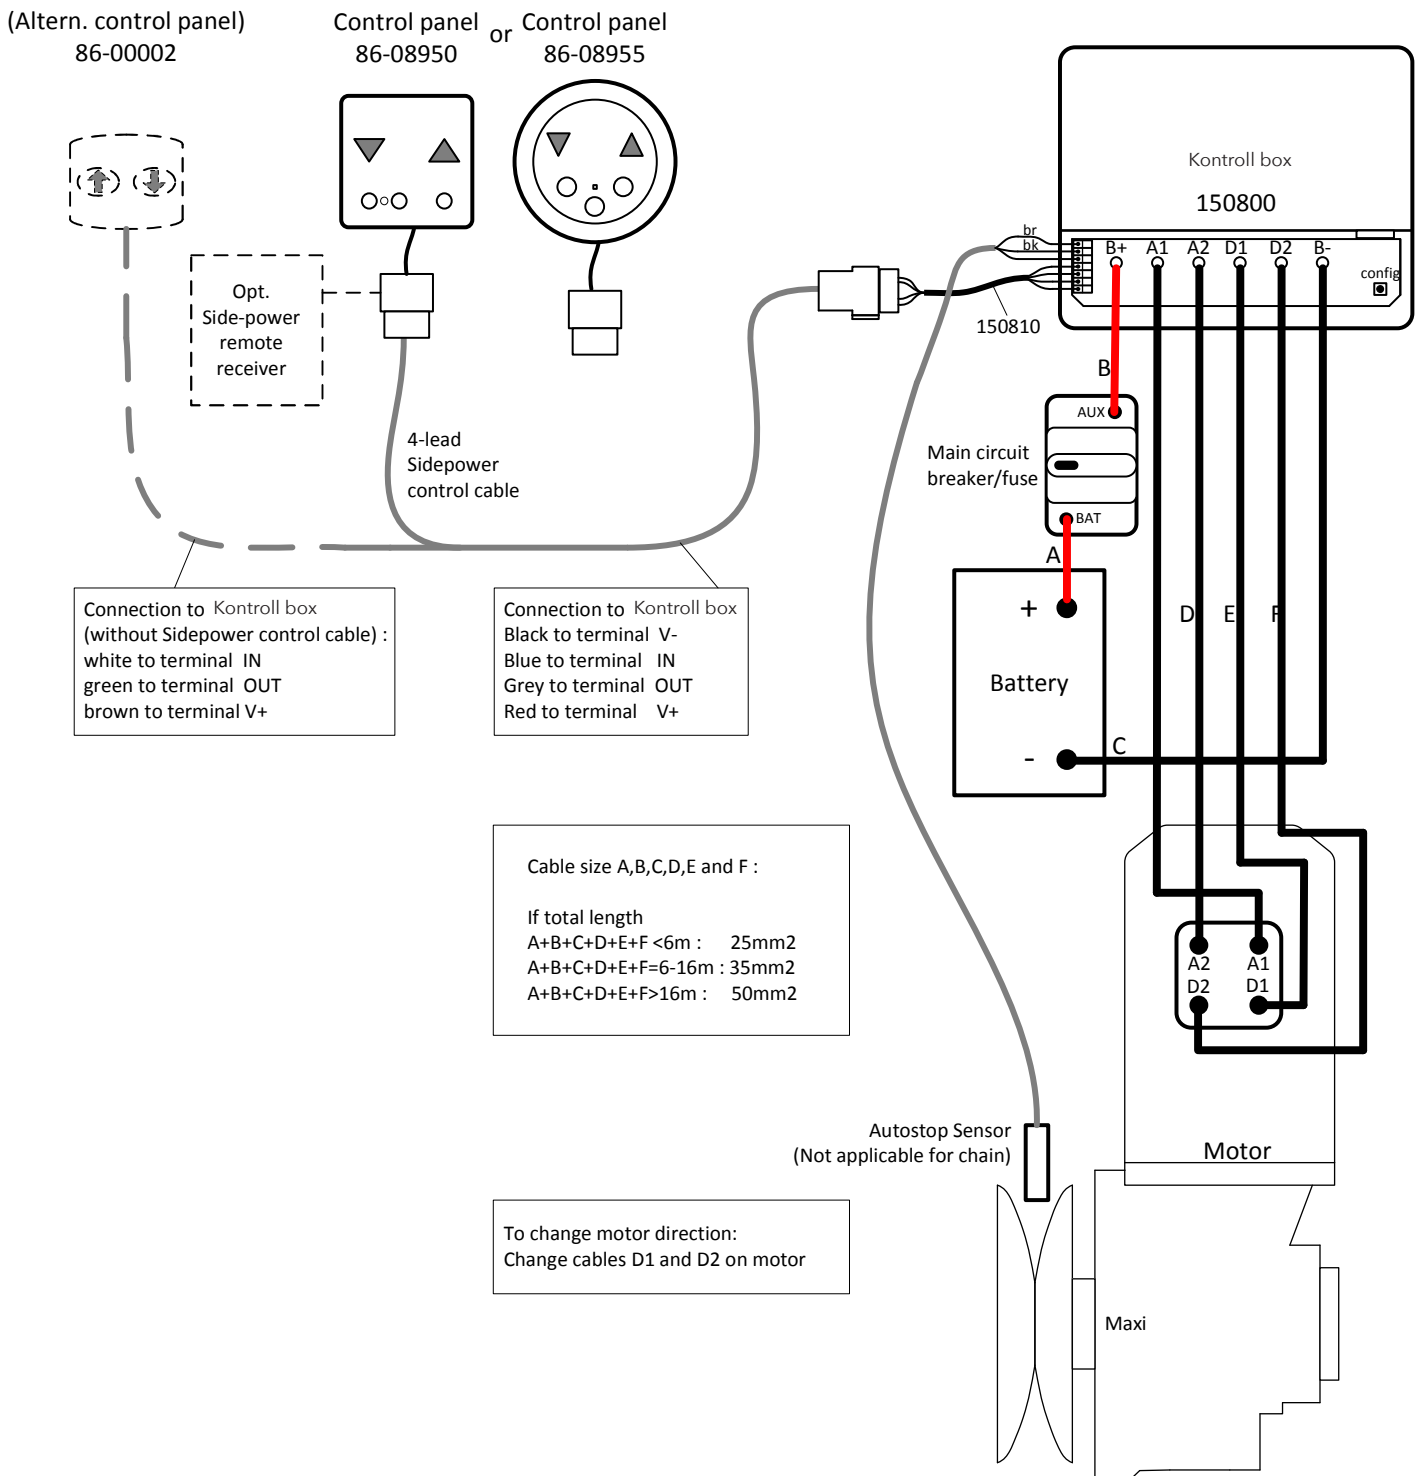 (Altern. control panel)
86-00002
Control panel
86-08950
or
Control panel
86-08955
Opt.
Side-power
remote
receiver
4-lead
Sidepower
control cable
Kontroll box
150800
br
bk
B+ A1 A2 D1 D2 B-
config
150810
B
AUX
Main circuit
breaker/fuse
BAT
A
+
Battery
-
C
D
E
F
Connection to Kontroll box
(without Sidepower control cable) :
white to terminal IN
green to terminal OUT
brown to terminal V+
Connection to Kontroll box
Black to terminal V-
Blue to terminal IN
Grey to terminal OUT
Red to terminal V+
Cable size A,B,C,D,E and F :
If total length
A+B+C+D+E+F <6m : 25mm2
A+B+C+D+E+F=6-16m : 35mm2
A+B+C+D+E+F>16m : 50mm2
A2 A1
D2 D1
Autostop Sensor
(Not applicable for chain)
Motor
To change motor direction:
Change cables D1 and D2 on motor
Maxi